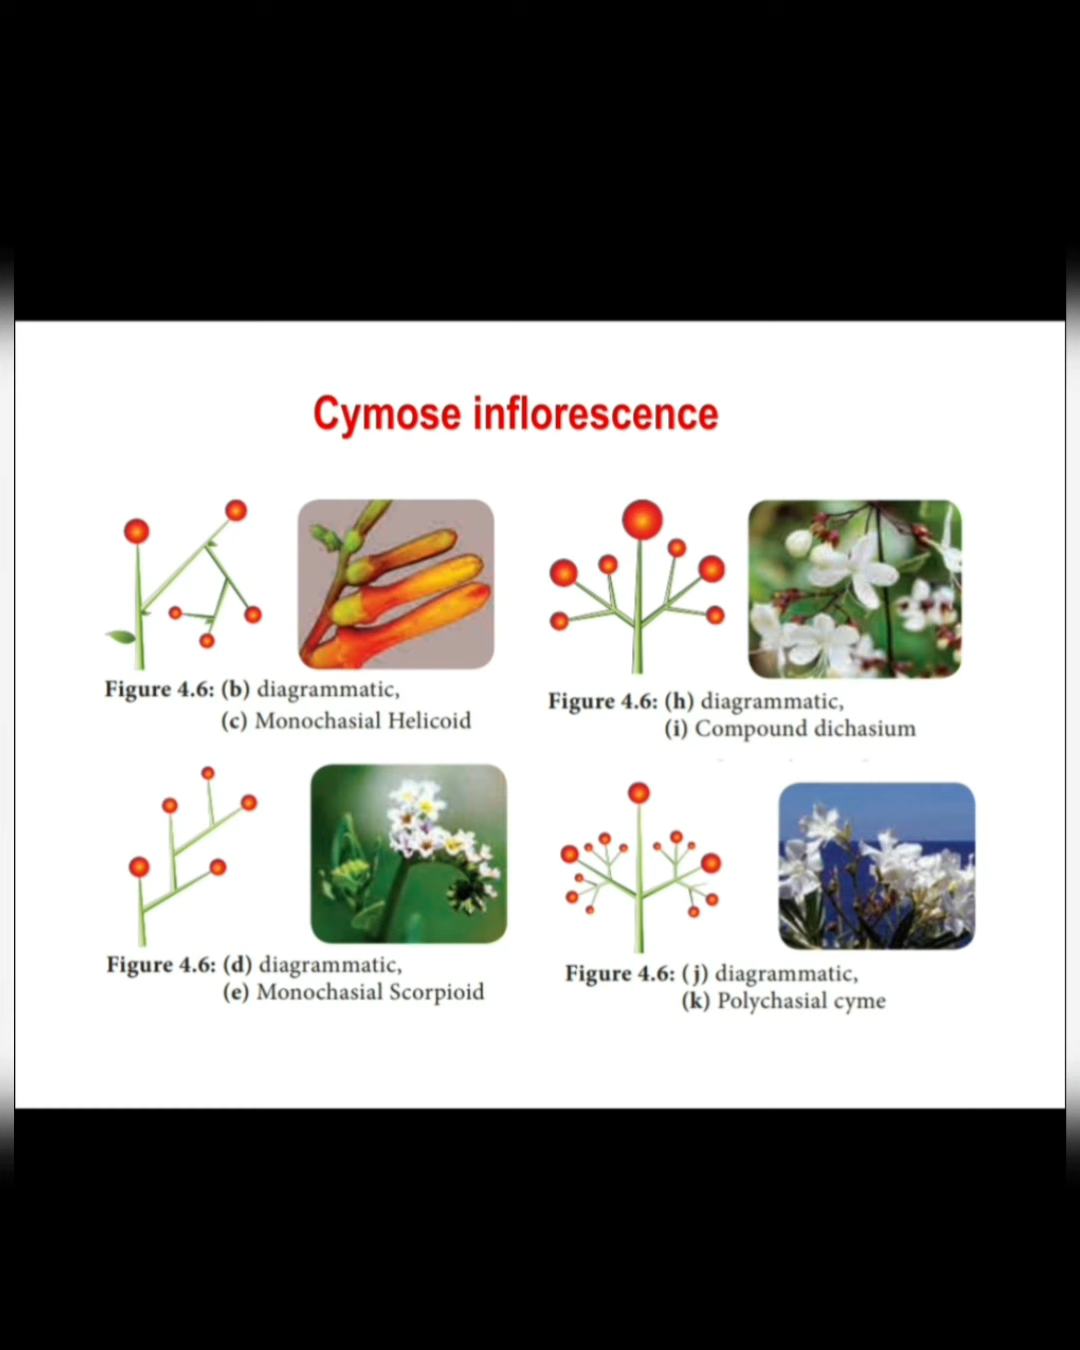 Cymose inflorescence
Figure 4.6: (b) diagrammatic,
(c) Monochasial Helicoid
Figure 4.6: (h) diagrammatic,
(i) Compound dichasium
Figure 4.6: (d) diagrammatic,
(e) Monochasial Scorpioid
Figure 4.6: (j) diagrammatic,
(k) Polychasial cyme